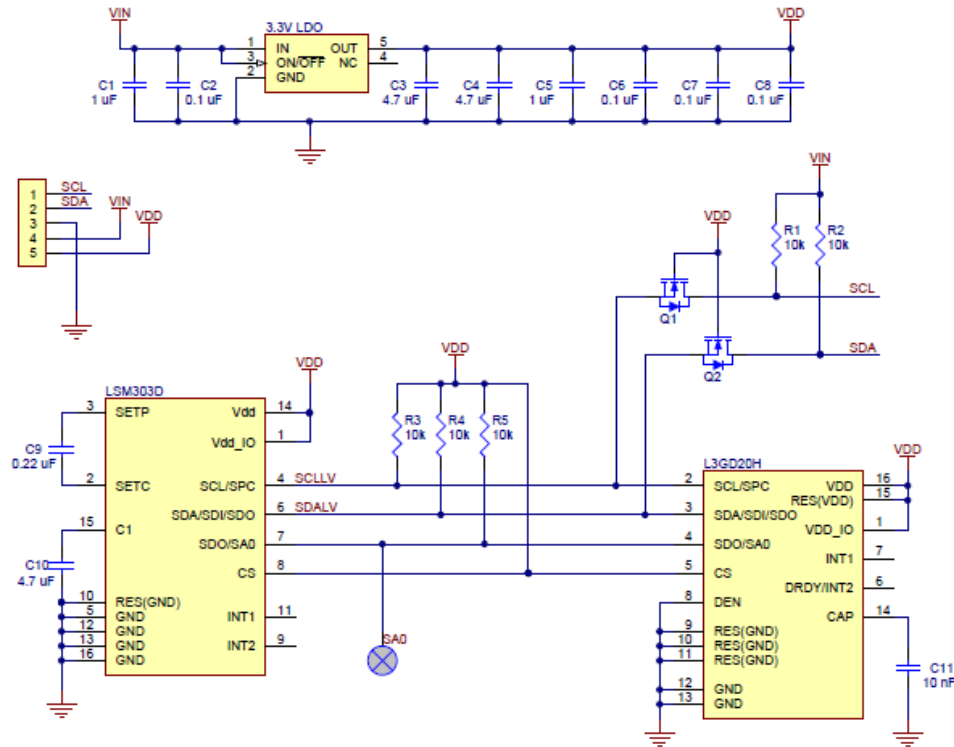 VIN
3.3V LDO
VDD
1 IN OUT 5
3 ON/OFF NC 4
2 GND
C1
1 uF
C2
0.1 uF
C3
4.7 uF
C4
4.7 uF
C5
1 uF
C6
0.1 uF
C7
0.1 uF
C8
0.1 uF
1 SCL
2 SDA
3
4
5
VIN
VDD
VIN
VDD
R1
10k
R2
10k
SCL
Q1
SDA
Q2
LSM303D
VDD
3 SETP
Vdd 14
Vdd_IO 1
C9
0.22 uF
2 SETC
SCL/SPC 4 SCLLV
SDA/SDI/SDO 6 SDALV
15 C1
SDO/SA0 7
CS 8
C10
4.7 uF
10 RES(GND)
5 GND
12 GND
13 GND
16 GND
INT1 11
INT2 9
VDD
R3
10k
R4
10k
R5
10k
SA0
L3GD20H
VDD
2 SCL/SPC
3 SDA/SDI/SDO
4 SDO/SA0
5 CS
8 DEN
9 RES(GND)
10 RES(GND)
11 RES(GND)
12 GND
13 GND
VDD 16
RES(VDD) 15
VDD_IO 1
INT1 7
DRDY/INT2 6
CAP 14
C11
10 nF